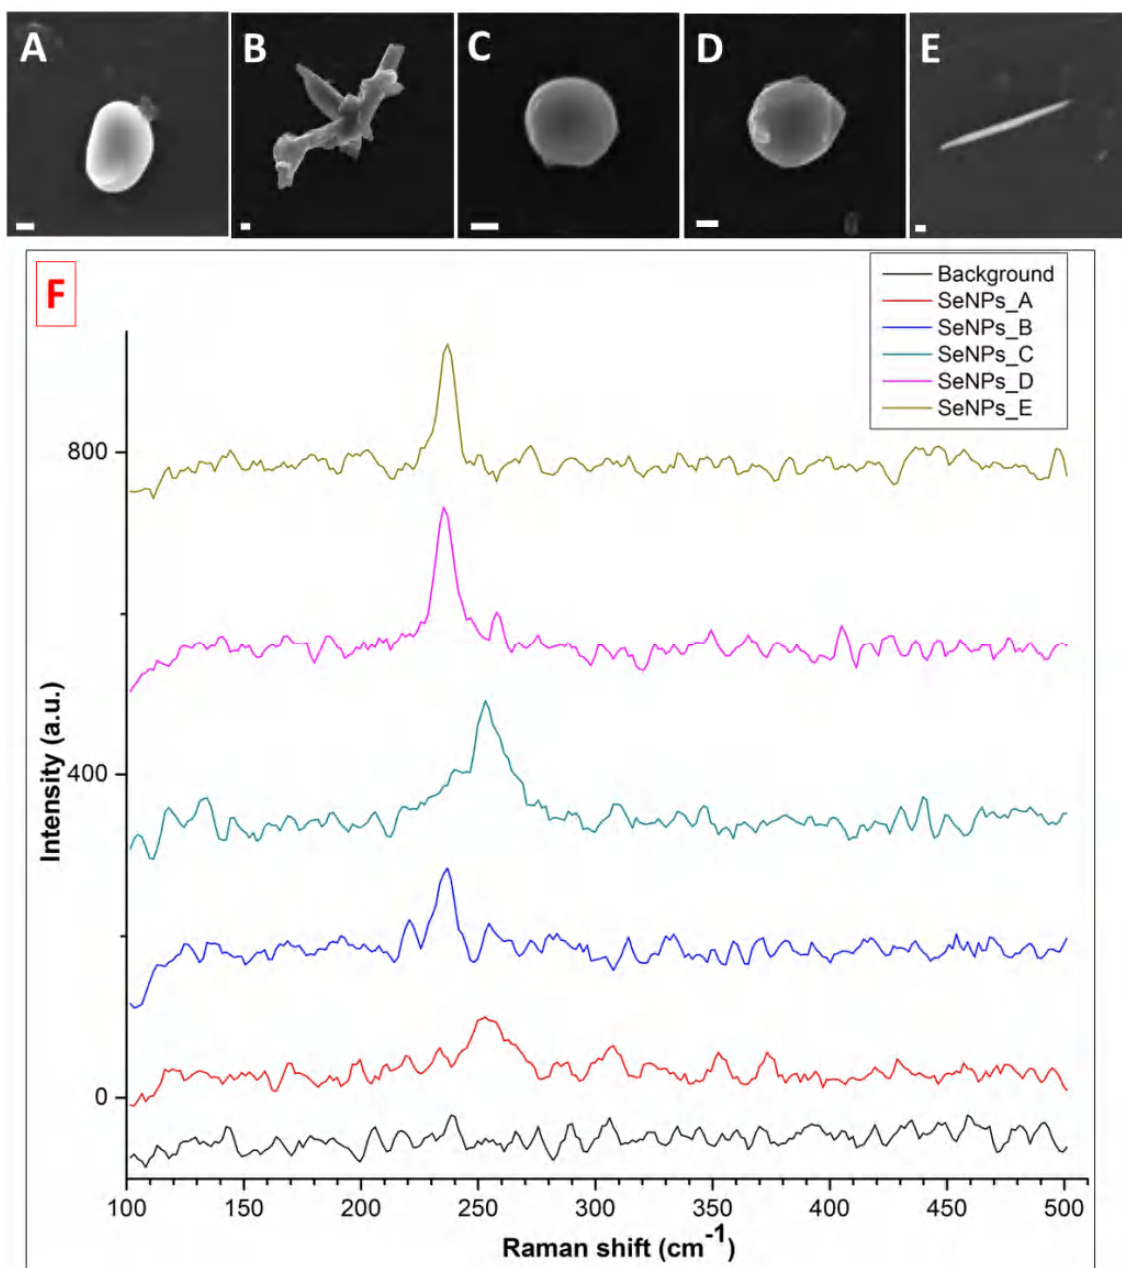 A B C D E
F
Background
SeNPs_A
SeNPs_B
SeNPs_C
SeNPs_D
SeNPs_E
800
400
0
Intensity (a.u.)
100 150 200 250 300 350 400 450 500
Raman shift (cm-1)